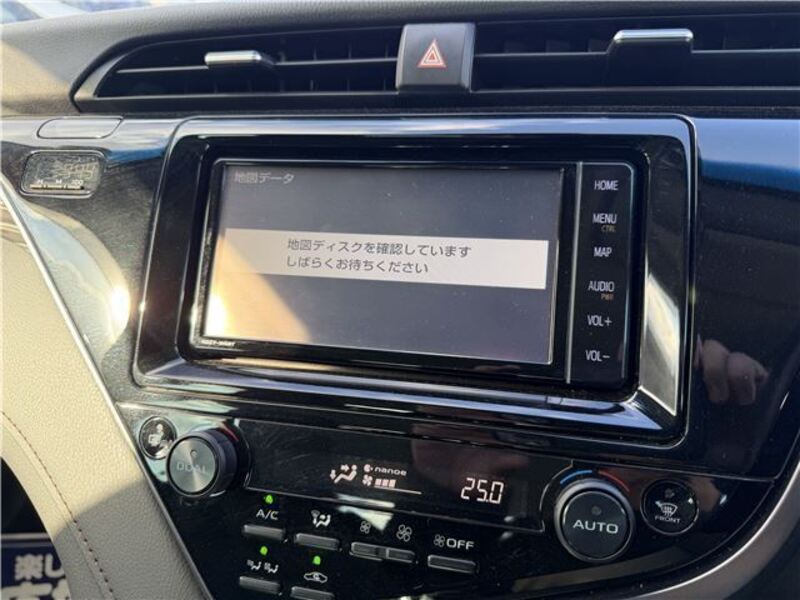 地図データ
地図ディスクを確認しています
しばらくお待ちください
HOME
MENU
CTRL
MAP
AUDIO
PWR
VOL+
VOL-
DUAL
nanoe
25.0
AUTO
FRONT
A/C
OFF
楽し